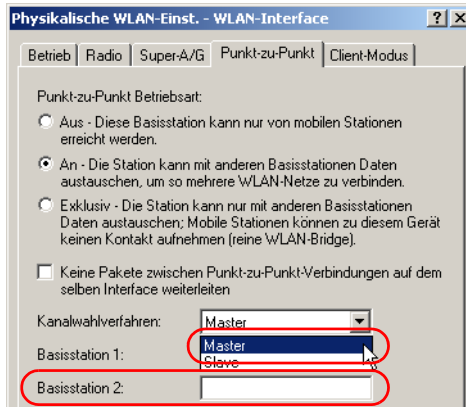 Physikalische WLAN-Einst. - WLAN-Interface
Betrieb Radio Super-A/G Punkt-zu-Punkt Client-Modus
Punkt-zu-Punkt Betriebsart:
Aus - Diese Basisstation kann nur von mobilen Stationen
erreicht werden.
An - Die Station kann mit anderen Basisstationen Daten
austauschen, um so mehrere WLAN-Netze zu verbinden.
Exklusiv - Die Station kann nur mit anderen Basisstationen
Daten austauschen; Mobile Stationen können zu diesem Gerät
keinen Kontakt aufnehmen (reine WLAN-Bridge).
Keine Pakete zwischen Punkt-zu-Punkt-Verbindungen auf dem
selben Interface weiterleiten
Kanalwahlverfahren: Master
Master
Basisstation 1: Slave
Basisstation 2: